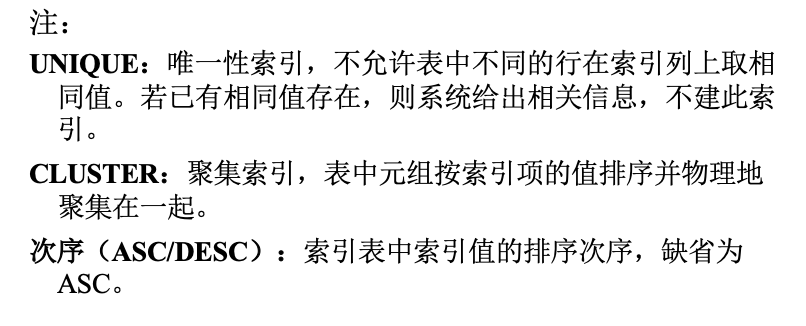 注：
UNIQUE：唯一性索引，不允许表中不同的行在索引列上取相
同值。若已有相同值存在，则系统给出相关信息，不建此索
引。
CLUSTER：聚集索引，表中元组按索引项的值排序并物理地
聚集在一起。
次序（ASC/DESC）：索引表中索引值的排序次序，缺省为
ASC。